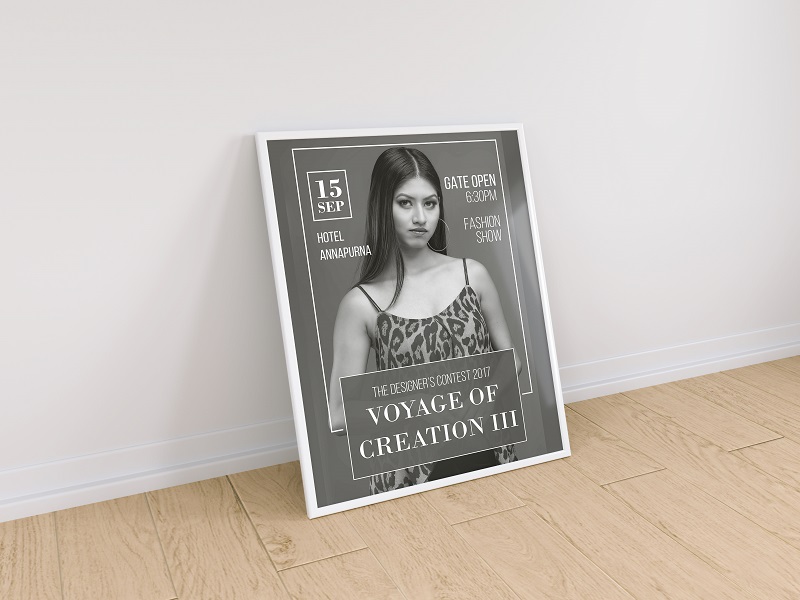 15
SEP
HOTEL
ANNAPURNA
GATE OPEN
6:30PM
FASHION
SHOW
THE DESIGNER'S CONTEST 2017
VOYAGE OF
CREATION III